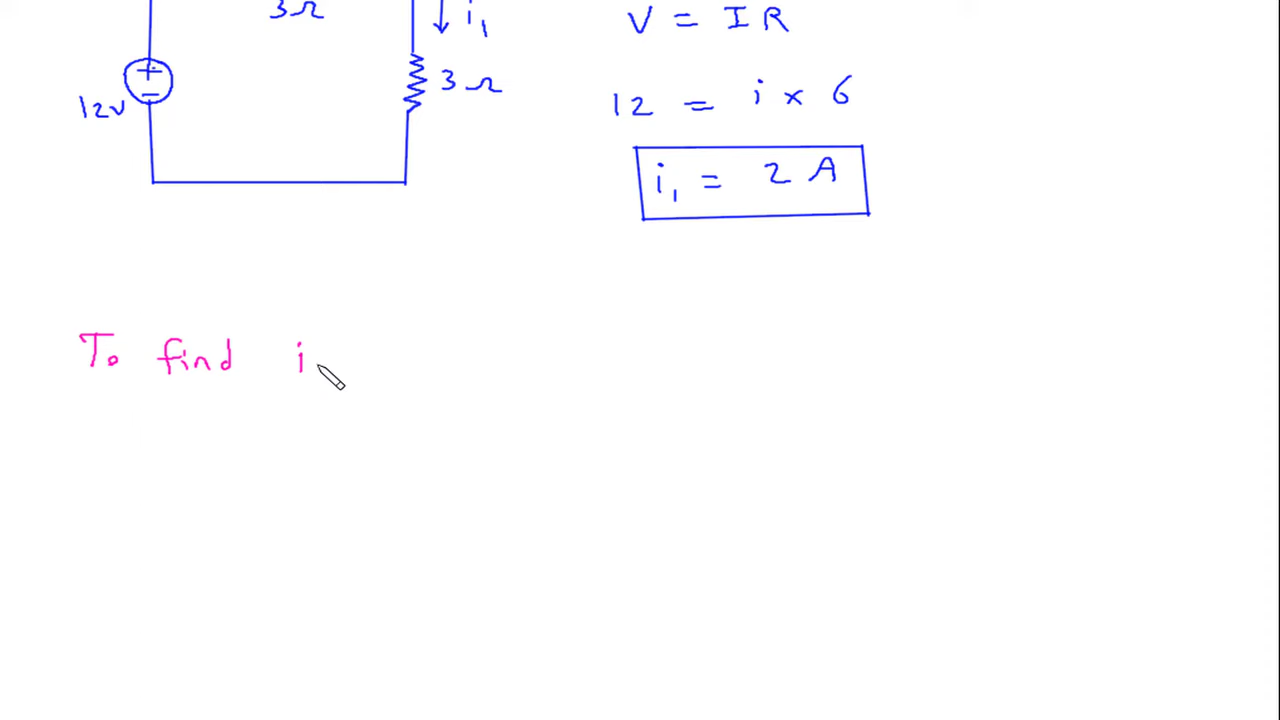 3Ω
i₁
3Ω
+
−
12V
V = IR
12 = i × 6
i₁ = 2 A
To find i